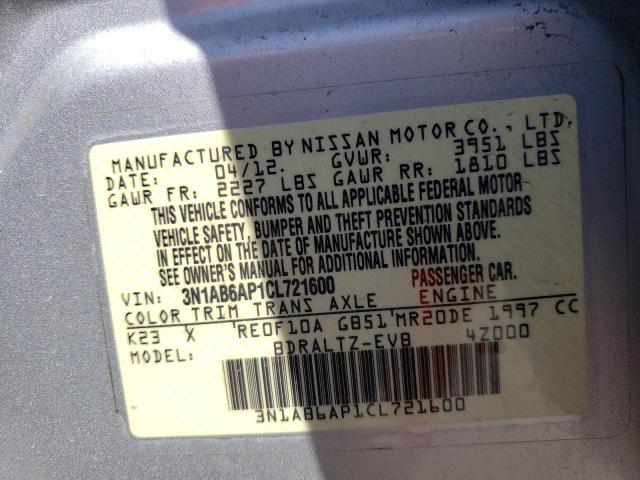 MANUFACTURED BY NISSAN MOTOR CO., LTD.
DATE: 04/12. GVWR: 3951 LBS
GAWR FR: 2227 LBS GAWR RR: 1810 LBS
THIS VEHICLE CONFORMS TO ALL APPLICABLE FEDERAL MOTOR
VEHICLE SAFETY, BUMPER AND THEFT PREVENTION STANDARDS
IN EFFECT ON THE DATE OF MANUFACTURE SHOWN ABOVE.
SEE OWNER'S MANUAL FOR ADDITIONAL INFORMATION.
VIN: 3N1AB6AP1CL721600 PASSENGER CAR.
COLOR TRIM TRANS AXLE ENGINE
K23 X 'RE0F10A GB51'MR20DE 1997 CC
MODEL: BDRALTZ-EVB 4Z000
3N1AB6AP1CL721600